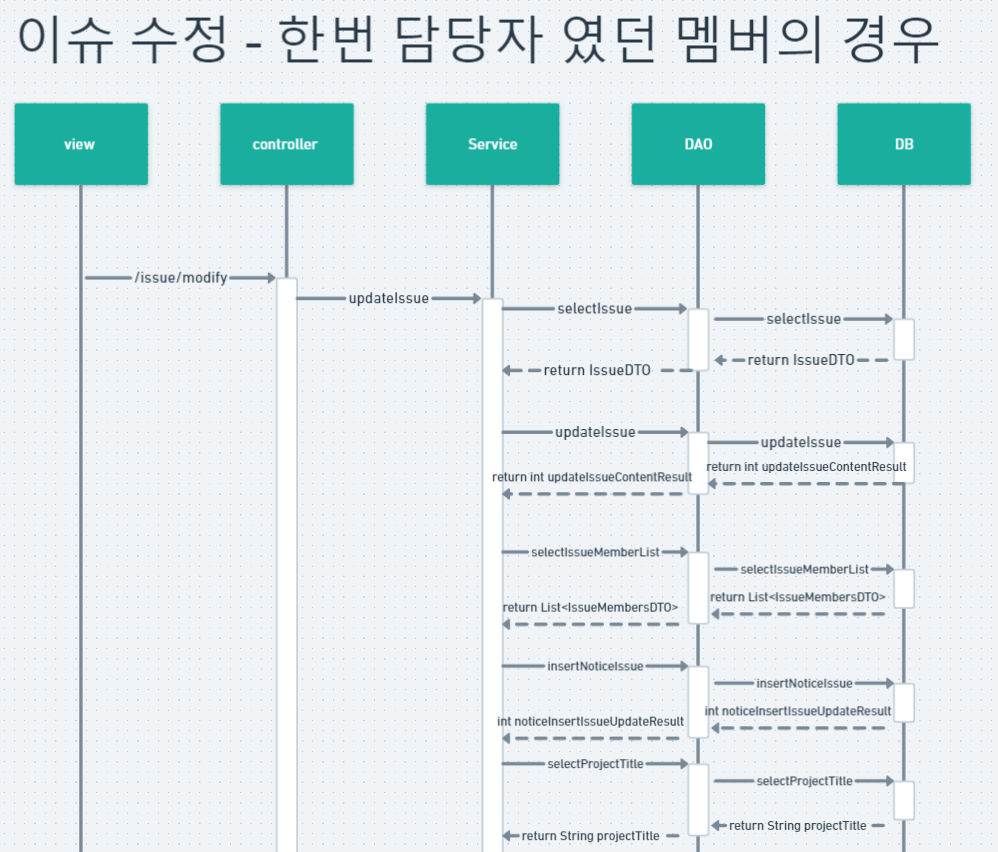 이슈 수정 - 한번 담당자 였던 멤버의 경우
view
controller
Service
DAO
DB
/issue/modify
updateIssue
selectIssue
selectIssue
return IssueDTO
return IssueDTO
updateIssue
updateIssue
return int updateIssueContentResult
return int updateIssueContentResult
selectIssueMemberList
selectIssueMemberList
return List<IssueMembersDTO>
return List<IssueMembersDTO>
insertNoticeIssue
insertNoticeIssue
int noticeInsertIssueUpdateResult
int noticeInsertIssueUpdateResult
selectProjectTitle
selectProjectTitle
return String projectTitle
return String projectTitle